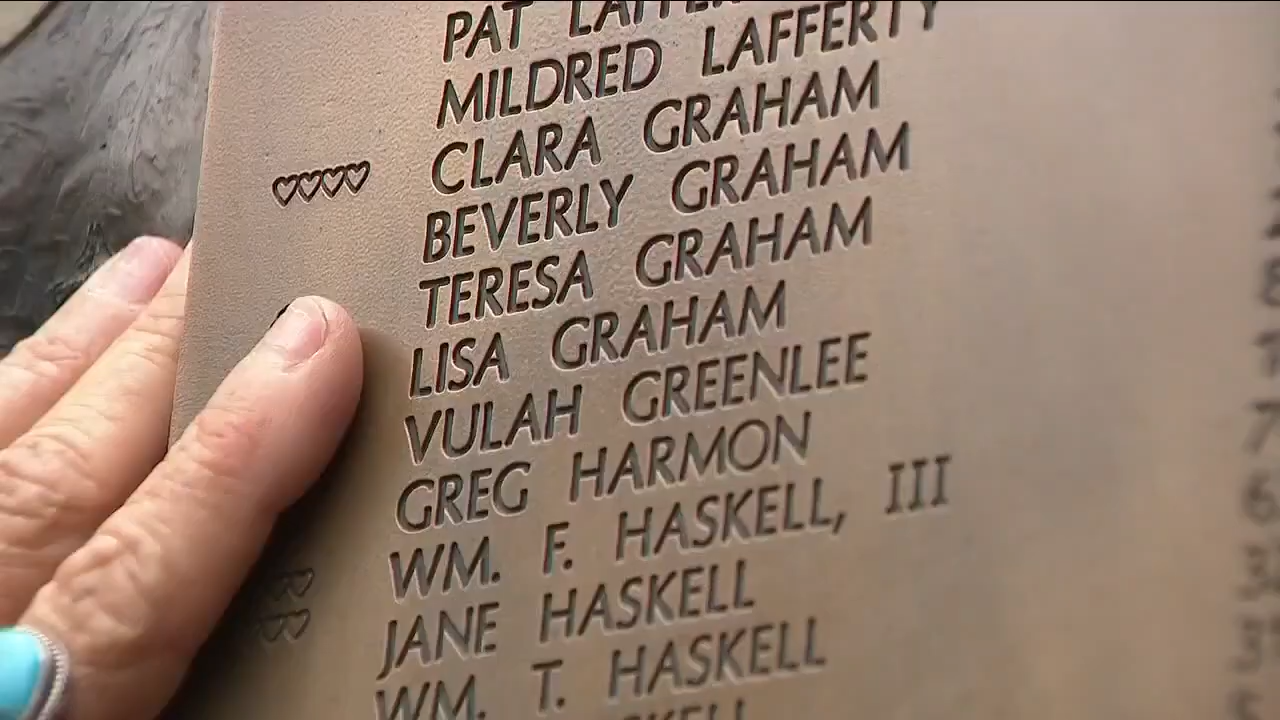 PAT
MILDRED LAFFERTY
CLARA GRAHAM
BEVERLY GRAHAM
TERESA GRAHAM
LISA GRAHAM
VULAH GREENLEE
GREG HARMON
WM. F. HASKELL, III
JANE HASKELL
WM. T. HASKELL